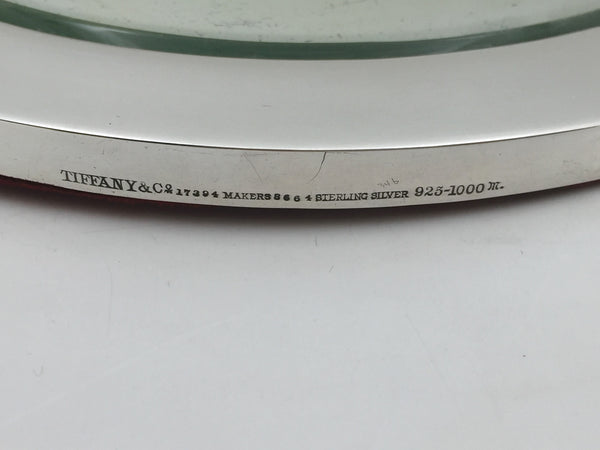 TIFFANY & Co 17394 MAKERS 8664 STERLING SILVER 925-1000 M.